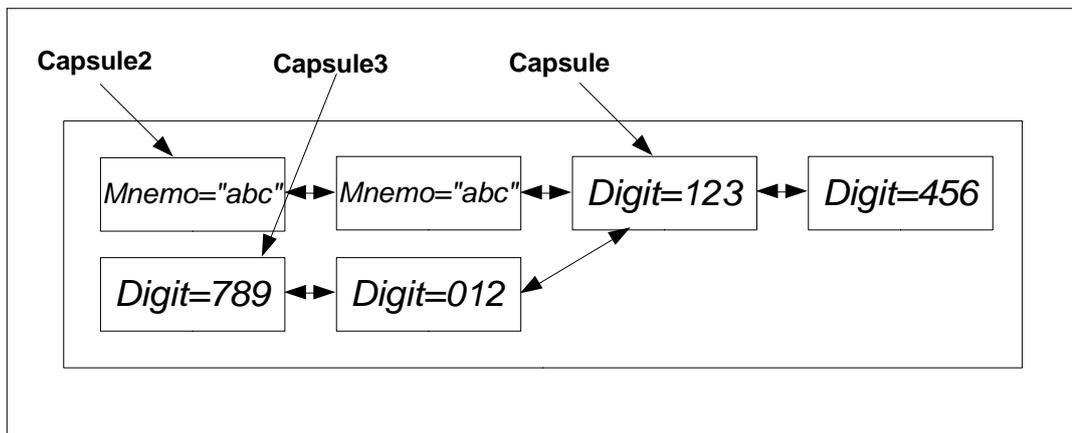 Capsule2 Capsule3 Capsule
Mnemo="abc" Mnemo="abc" Digit=123 Digit=456
Digit=789 Digit=012